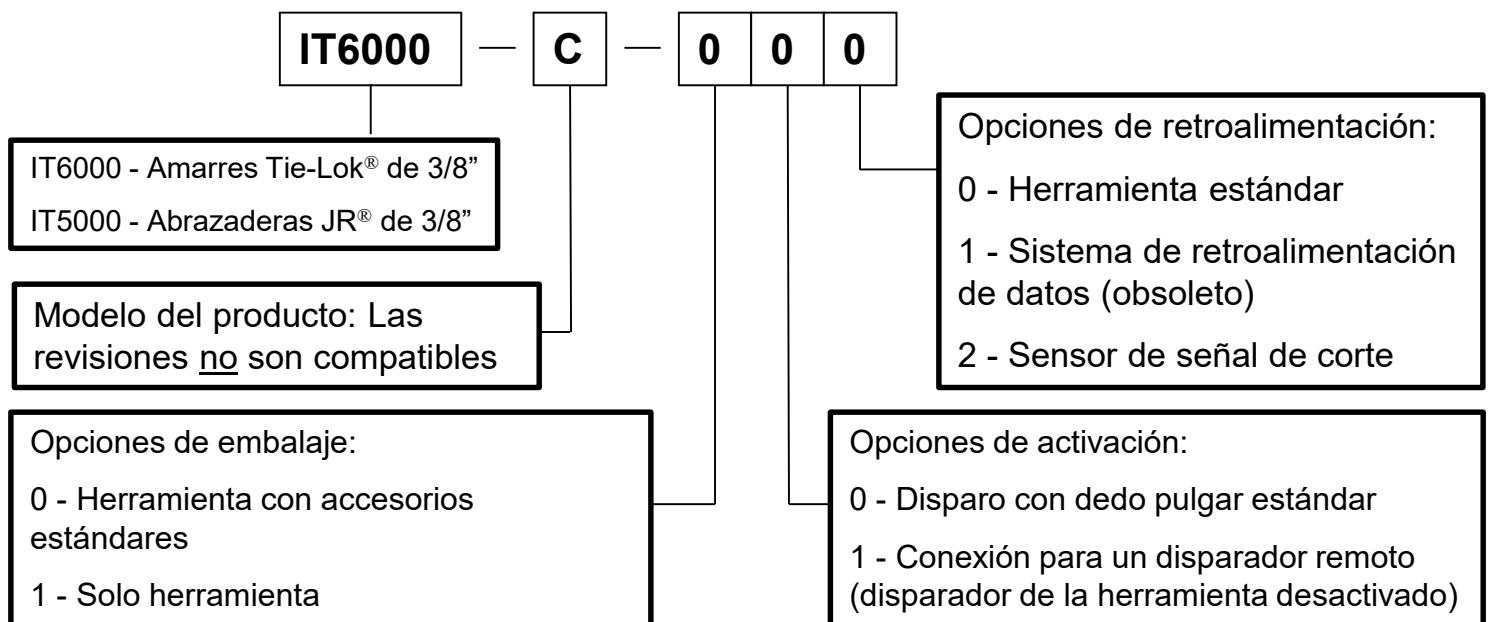 IT6000 — C — 0 0 0
IT6000 - Amarres Tie-Lok® de 3/8”
IT5000 - Abrazaderas JR® de 3/8”
Modelo del producto: Las
revisiones no son compatibles
Opciones de retroalimentación:
0 - Herramienta estándar
1 - Sistema de retroalimentación
de datos (obsoleto)
2 - Sensor de señal de corte
Opciones de embalaje:
0 - Herramienta con accesorios
estándares
1 - Solo herramienta
Opciones de activación:
0 - Disparo con dedo pulgar estándar
1 - Conexión para un disparador remoto
(disparador de la herramienta desactivado)